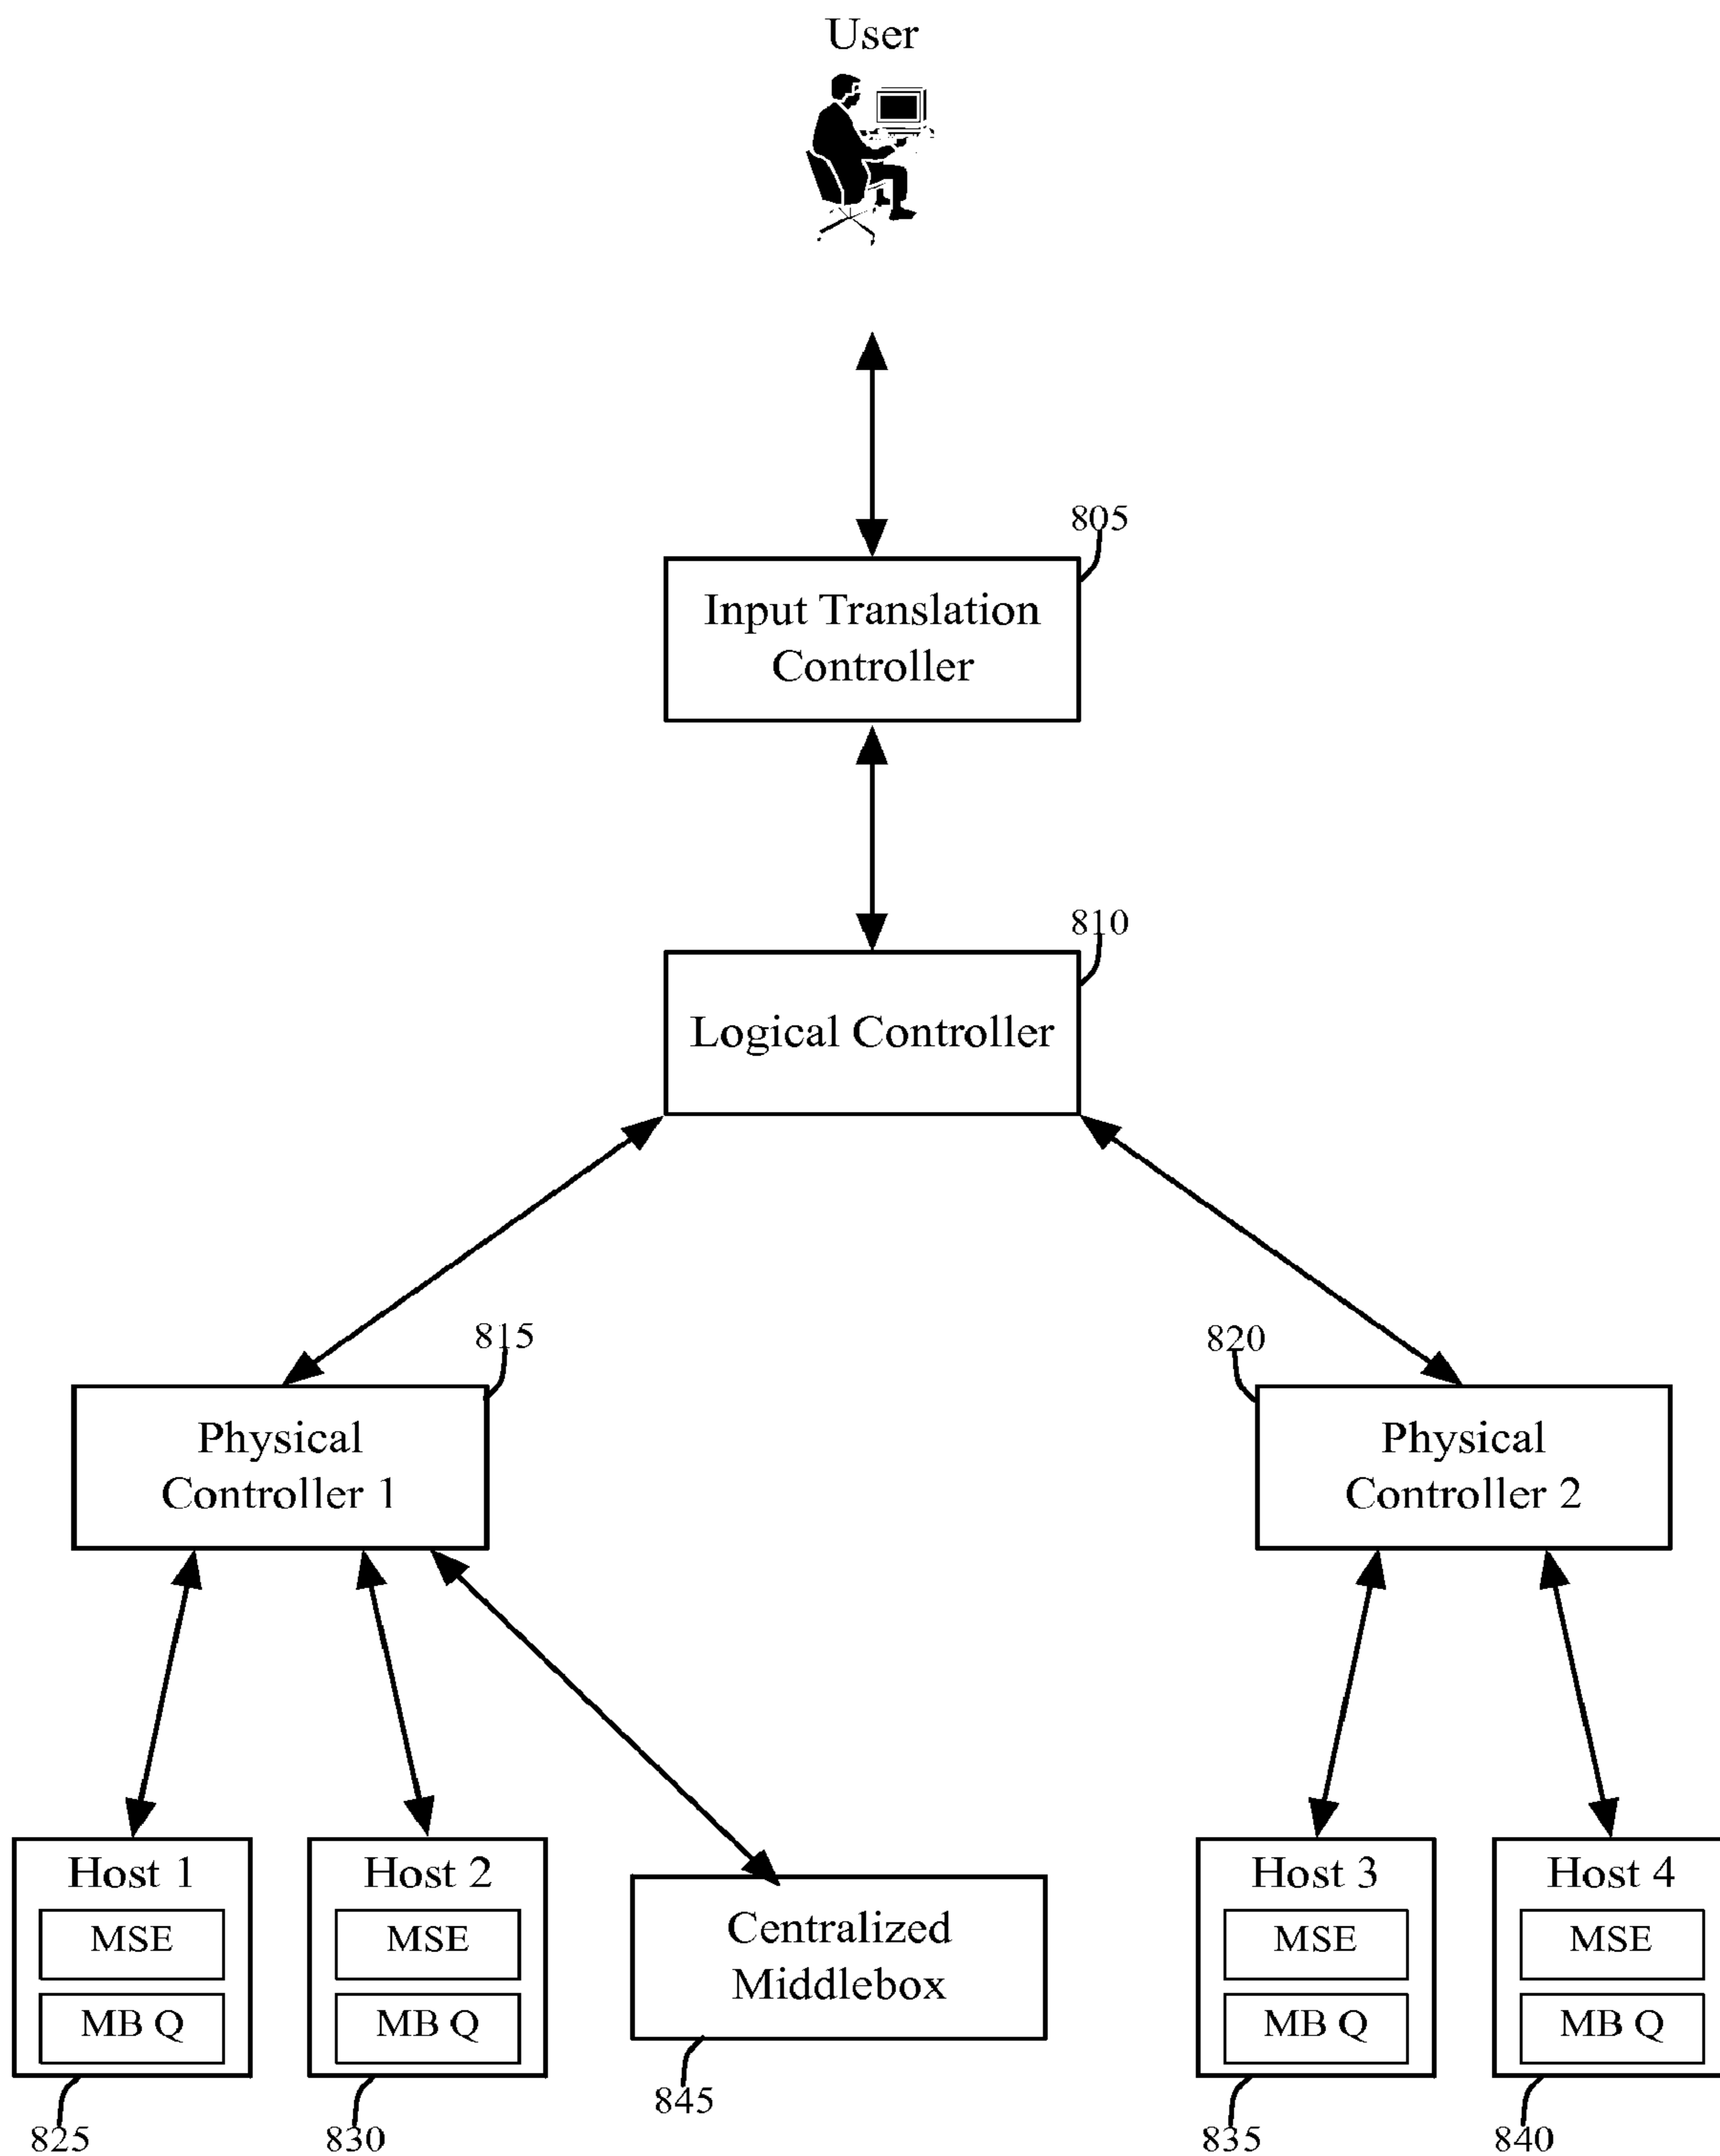 User
805
Input Translation
Controller
810
Logical Controller
815
820
Physical
Controller 1
Physical
Controller 2
Host 1
MSE
MB Q
Host 2
MSE
MB Q
Centralized
Middlebox
Host 3
MSE
MB Q
Host 4
MSE
MB Q
825
830
845
835
840